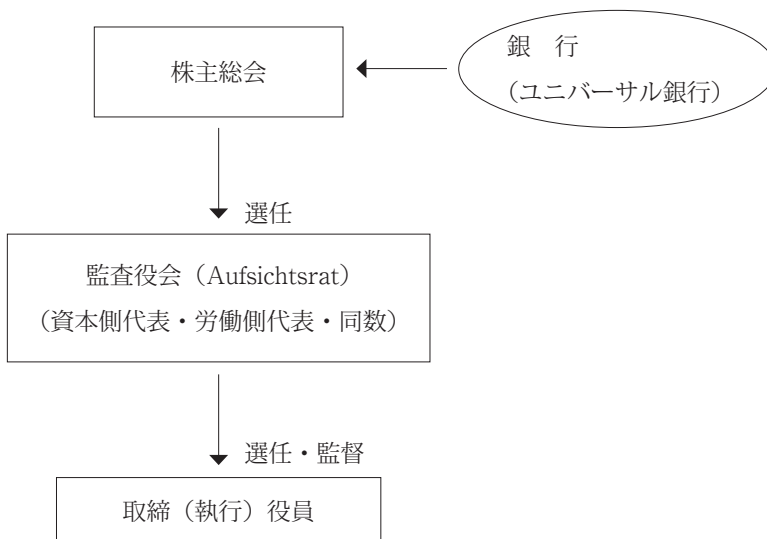 株主総会
銀　行
（ユニバーサル銀行）
選任
監査役会（Aufsichtsrat）
（資本側代表・労働側代表・同数）
選任・監督
取締（執行）役員